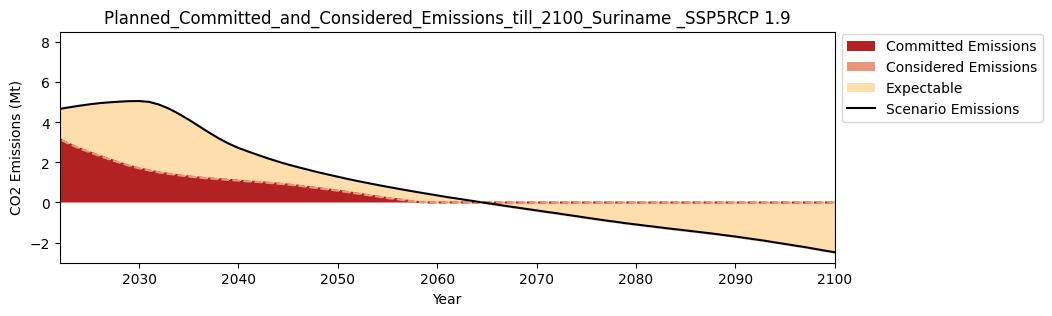 Planned_Committed_and_Considered_Emissions_till_2100_Suriname _SSP5RCP 1.9
8
6
4
2
0
−2
CO2 Emissions (Mt)
2030
2040
2050
2060
2070
2080
2090
2100
Year
Committed Emissions
Considered Emissions
Expectable
Scenario Emissions